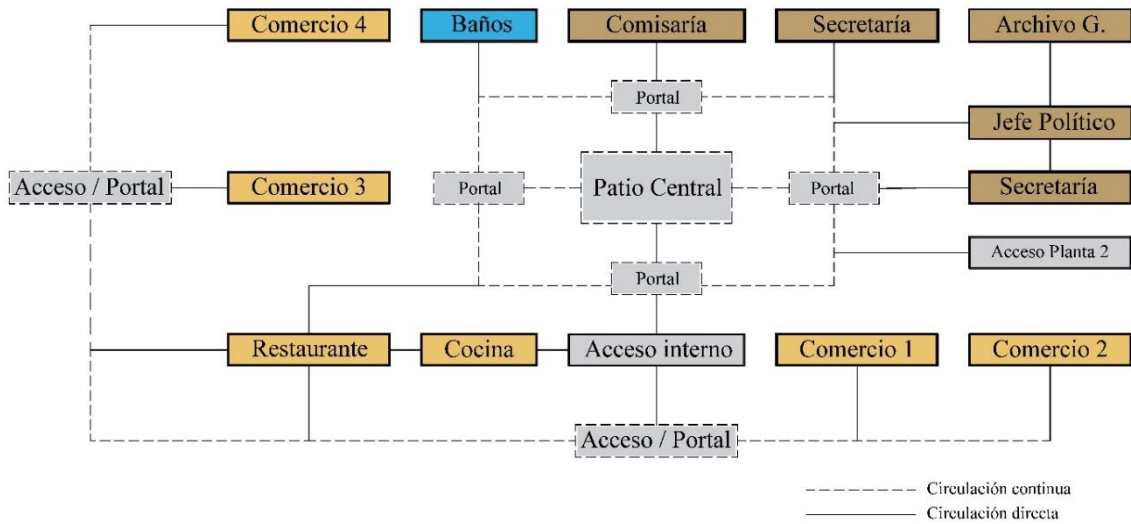 Comercio 4
Baños
Comisaría
Secretaría
Archivo G.
Portal
Jefe Político
Acceso / Portal
Comercio 3
Portal
Patio Central
Portal
Secretaría
Acceso Planta 2
Portal
Restaurante
Cocina
Acceso interno
Comercio 1
Comercio 2
Acceso / Portal
Circulación continua
Circulación directa